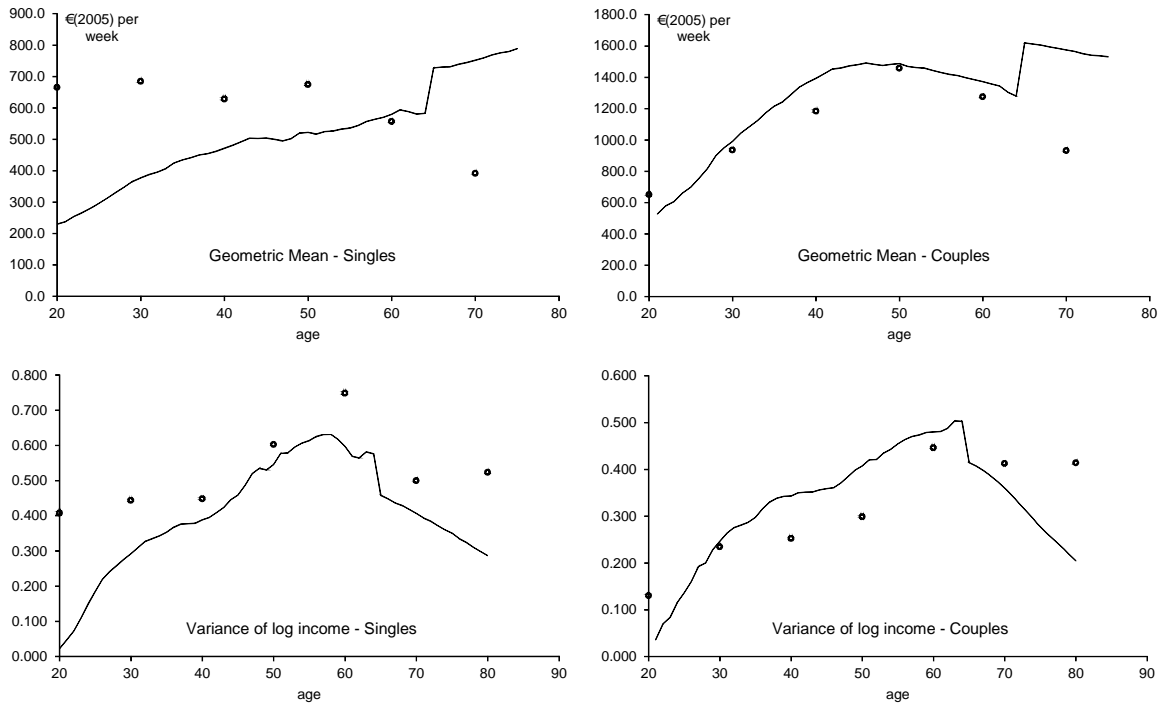 €(2005) per
week
900.0
800.0
700.0
600.0
500.0
400.0
300.0
200.0
100.0
0.0
Geometric Mean - Singles
20 30 40 50 60 70 80
age
€(2005) per
week
1800.0
1600.0
1400.0
1200.0
1000.0
800.0
600.0
400.0
200.0
0.0
Geometric Mean - Couples
20 30 40 50 60 70 80
age
0.800
0.700
0.600
0.500
0.400
0.300
0.200
0.100
0.000
Variance of log income - Singles
20 30 40 50 60 70 80 90
age
0.600
0.500
0.400
0.300
0.200
0.100
0.000
Variance of log income - Couples
20 30 40 50 60 70 80 90
age